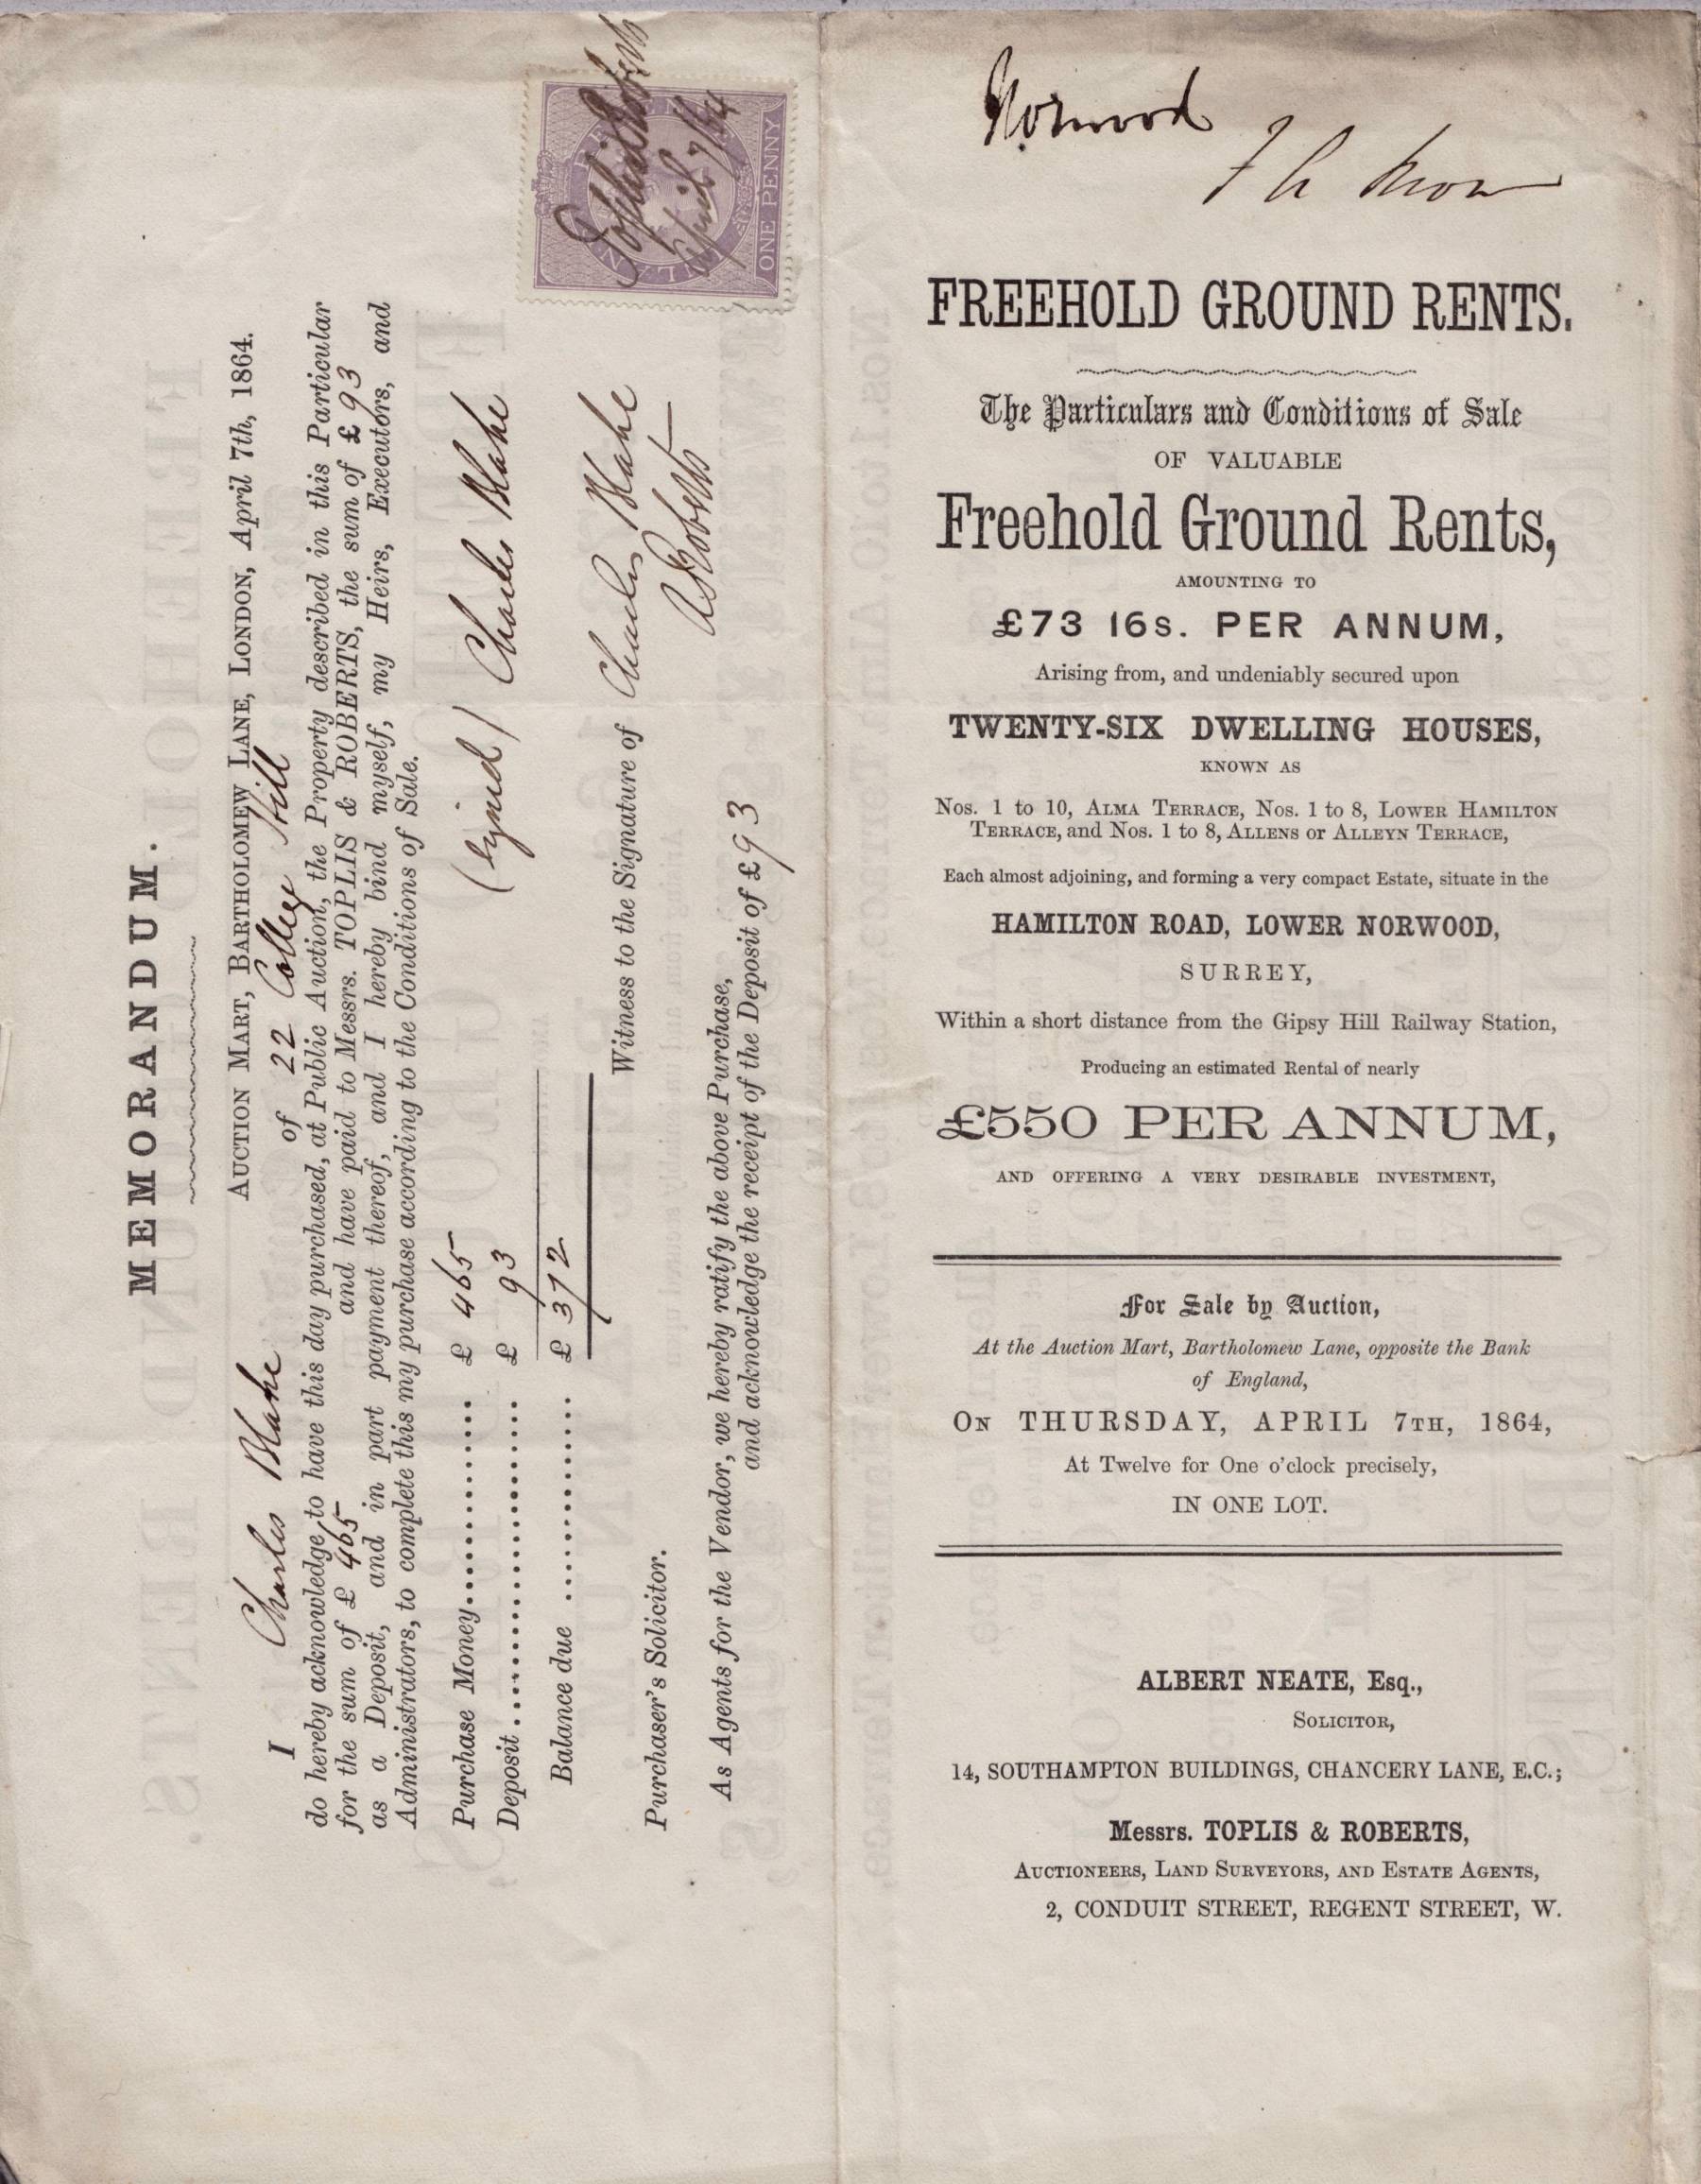 MEMORANDUM.
AUCTION MART, BARTHOLOMEW LANE, LONDON, April 7th, 1864.
I Charles Blake of 22 College Hill
do hereby acknowledge to have this day purchased, at Public Auction, the Property described in this Particular
for the sum of £ 465 and have paid to Messrs. TOPLIS & ROBERTS, the sum of £ 93
as a Deposit, and in part payment thereof, and I hereby bind myself, my Heirs, Executors, and
Administrators, to complete this my purchase according to the Conditions of Sale.
Purchase Money............... £ 465
Deposit........................ £ 93
(signed) Charles Blake
Balance due ............... £ 372
Witness to the Signature of Charles Blake
Purchaser's Solicitor.
Roberts
As Agents for the Vendor, we hereby ratify the above Purchase,
and acknowledge the receipt of the Deposit of £93
Toplis & Roberts
April 7/64
INLAND RE
ONE PENNY
Norwood
FREEHOLD GROUND RENTS.
The Particulars and Conditions of Sale
OF VALUABLE
Freehold Ground Rents,
AMOUNTING TO
£73 16s. PER ANNUM,
Arising from, and undeniably secured upon
TWENTY-SIX DWELLING HOUSES,
KNOWN AS
Nos. 1 to 10, ALMA TERRACE, Nos. 1 to 8, LOWER HAMILTON
TERRACE, and Nos. 1 to 8, ALLENS or ALLEYN TERRACE,
Each almost adjoining, and forming a very compact Estate, situate in the
HAMILTON ROAD, LOWER NORWOOD,
SURREY,
Within a short distance from the Gipsy Hill Railway Station,
Producing an estimated Rental of nearly
£550 PER ANNUM,
AND OFFERING A VERY DESIRABLE INVESTMENT,
For Sale by Auction,
At the Auction Mart, Bartholomew Lane, opposite the Bank
of England,
ON THURSDAY, APRIL 7TH, 1864,
At Twelve for One o'clock precisely,
IN ONE LOT.
ALBERT NEATE, Esq.,
SOLICITOR,
14, SOUTHAMPTON BUILDINGS, CHANCERY LANE, E.C.;
Messrs. TOPLIS & ROBERTS,
AUCTIONEERS, LAND SURVEYORS, AND ESTATE AGENTS,
2, CONDUIT STREET, REGENT STREET, W.